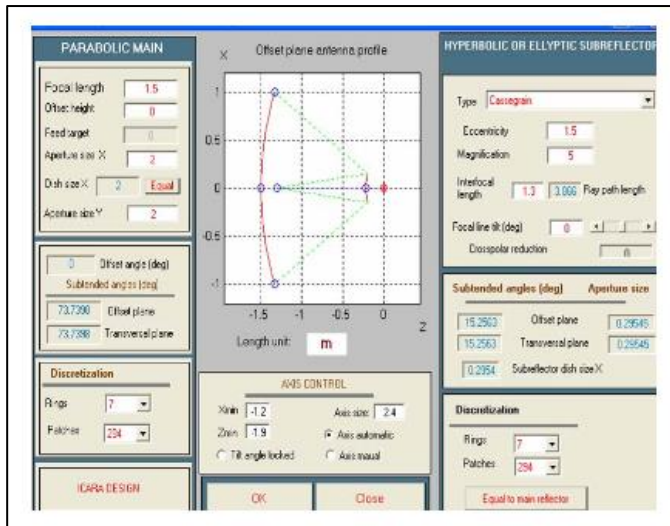 PARABOLIC MAIN
Focal length 1.5
Offset height 0
Feed target 0
Aperture size X 2
Dish size X 2 Equal
Aperture size Y 2
0 Offset angle (deg)
Subtended angles (deg)
73.7398 Offset plane
73.7398 Transversal plane
Discretization
Rings 7
Patches 294
ICARA DESIGN
X Offset plane antenna profile
1
0.5
0
-0.5
-1
-1.5 -1 -0.5 0
Z
Length unit: m
AXIS CONTROL
Xmin -1.2 Axis size: 2.4
Zmin -1.9 Axis automatic
Tilt angle locked Axis maual
OK Close
HYPERBOLIC OR ELLYPTIC SUBREFLECTOR
Type Cassegrain
Eccentricity 1.5
Magnification 5
Interfocal length 1.3 3.866 Ray path length
Focal line tilt (deg) 0
Crosspolar reduction 0
Subtended angles (deg) Aperture size
15.2563 Offset plane 0.29545
15.2563 Transversal plane 0.29545
0.2954 Subreflector dish size X
Discretization
Rings 7
Patches 294
Equal to main reflector